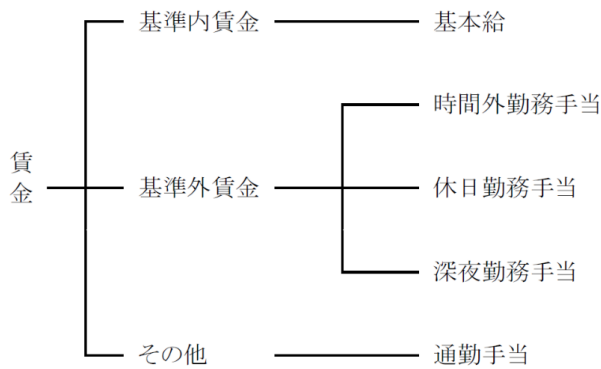 賃金
基準内賃金
基本給
時間外勤務手当
基準外賃金
休日勤務手当
深夜勤務手当
その他
通勤手当